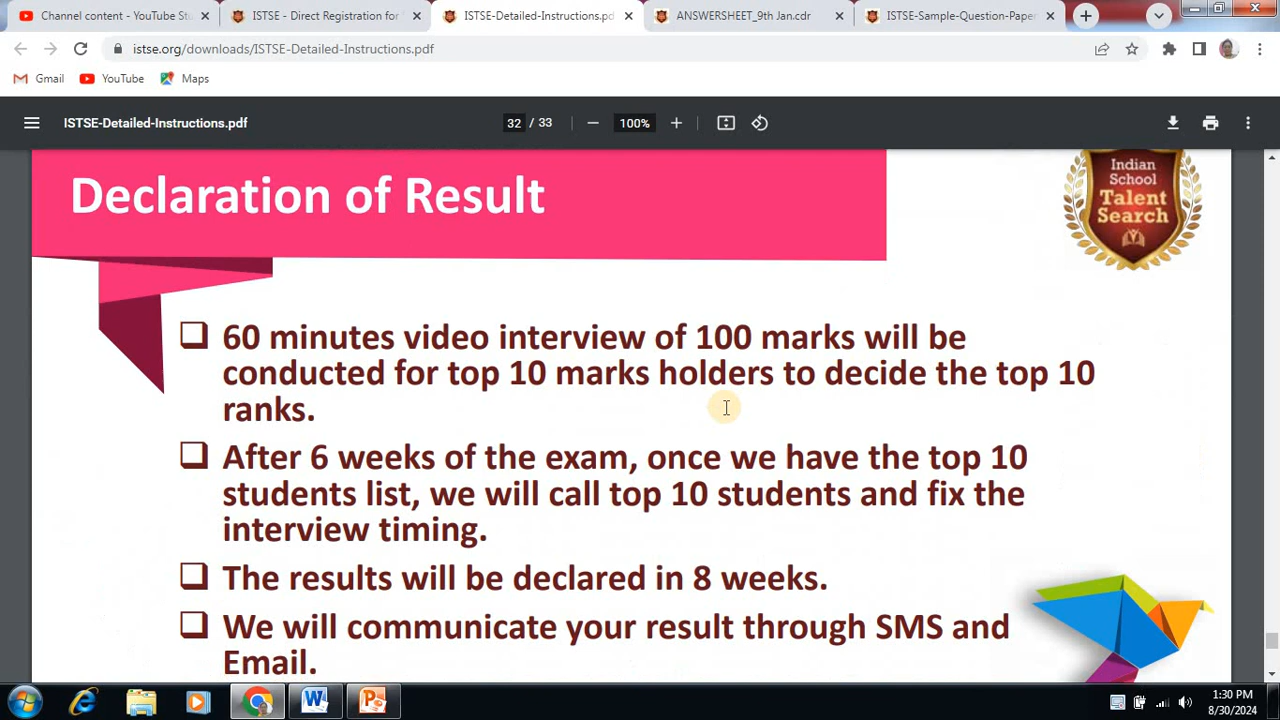 Channel content - YouTube Stu
ISTSE - Direct Registration for
ISTSE-Detailed-Instructions.pd
ANSWERSHEET_9th Jan.cdr
ISTSE-Sample-Question-Paper
istse.org/downloads/ISTSE-Detailed-Instructions.pdf
Gmail
YouTube
Maps
ISTSE-Detailed-Instructions.pdf
32 / 33
100%
Declaration of Result
Indian
School
Talent
Search
60 minutes video interview of 100 marks will be
conducted for top 10 marks holders to decide the top 10
ranks.
After 6 weeks of the exam, once we have the top 10
students list, we will call top 10 students and fix the
interview timing.
The results will be declared in 8 weeks.
We will communicate your result through SMS and
Email.
1:30 PM
8/30/2024